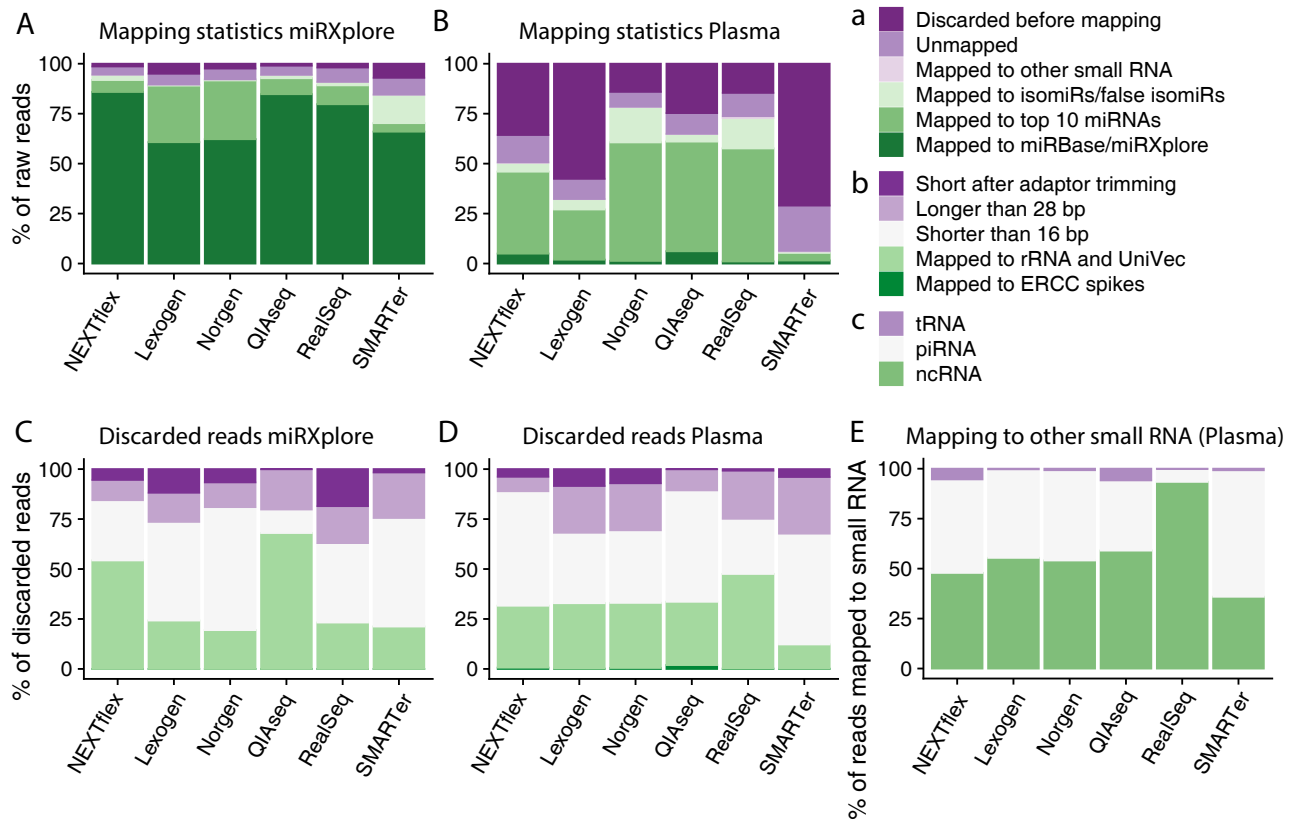 A
Mapping statistics miRXplore
% of raw reads
100
75
50
25
0
NEXTflex
Lexogen
Norgen
QIAseq
RealSeq
SMARTer
B
Mapping statistics Plasma
100
75
50
25
0
NEXTflex
Lexogen
Norgen
QIAseq
RealSeq
SMARTer
a
Discarded before mapping
Unmapped
Mapped to other small RNA
Mapped to isomiRs/false isomiRs
Mapped to top 10 miRNAs
Mapped to miRBase/miRXplore
b
Short after adaptor trimming
Longer than 28 bp
Shorter than 16 bp
Mapped to rRNA and UniVec
Mapped to ERCC spikes
c
tRNA
piRNA
ncRNA
C
Discarded reads miRXplore
% of discarded reads
100
75
50
25
0
NEXTflex
Lexogen
Norgen
QIAseq
RealSeq
SMARTer
D
Discarded reads Plasma
100
75
50
25
0
NEXTflex
Lexogen
Norgen
QIAseq
RealSeq
SMARTer
E
Mapping to other small RNA (Plasma)
% of reads mapped to small RNA
100
75
50
25
0
NEXTflex
Lexogen
Norgen
QIAseq
RealSeq
SMARTer